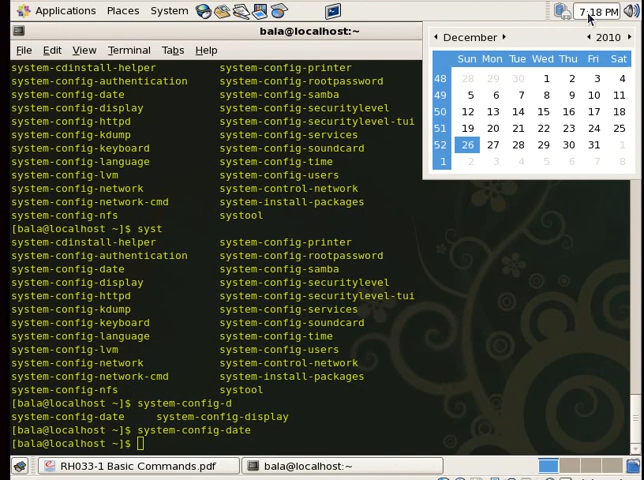 Applications Places System 7:18 PM
bala@localhost:~
File Edit View Terminal Tabs Help
December 2010
Sun Mon Tue Wed Thu Fri Sat
48 28 29 30 1 2 3 4
49 5 6 7 8 9 10 11
50 12 13 14 15 16 17 18
51 19 20 21 22 23 24 25
52 26 27 28 29 30 31 1
1 2 3 4 5 6 7 8
system-cdinstall-helper system-config-printer
system-config-authentication system-config-rootpassword
system-config-date system-config-samba
system-config-display system-config-securitylevel
system-config-httpd system-config-securitylevel-tui
system-config-kdump system-config-services
system-config-keyboard system-config-soundcard
system-config-language system-config-time
system-config-lvm system-config-users
system-config-network system-control-network
system-config-network-cmd system-install-packages
system-config-nfs systool
[bala@localhost ~]$ syst
system-cdinstall-helper system-config-printer
system-config-authentication system-config-rootpassword
system-config-date system-config-samba
system-config-display system-config-securitylevel
system-config-httpd system-config-securitylevel-tui
system-config-kdump system-config-services
system-config-keyboard system-config-soundcard
system-config-language system-config-time
system-config-lvm system-config-users
system-config-network system-control-network
system-config-network-cmd system-install-packages
system-config-nfs systool
[bala@localhost ~]$ system-config-d
system-config-date system-config-display
[bala@localhost ~]$ system-config-date
[bala@localhost ~]$
RH033-1 Basic Commands.pdf bala@localhost:~